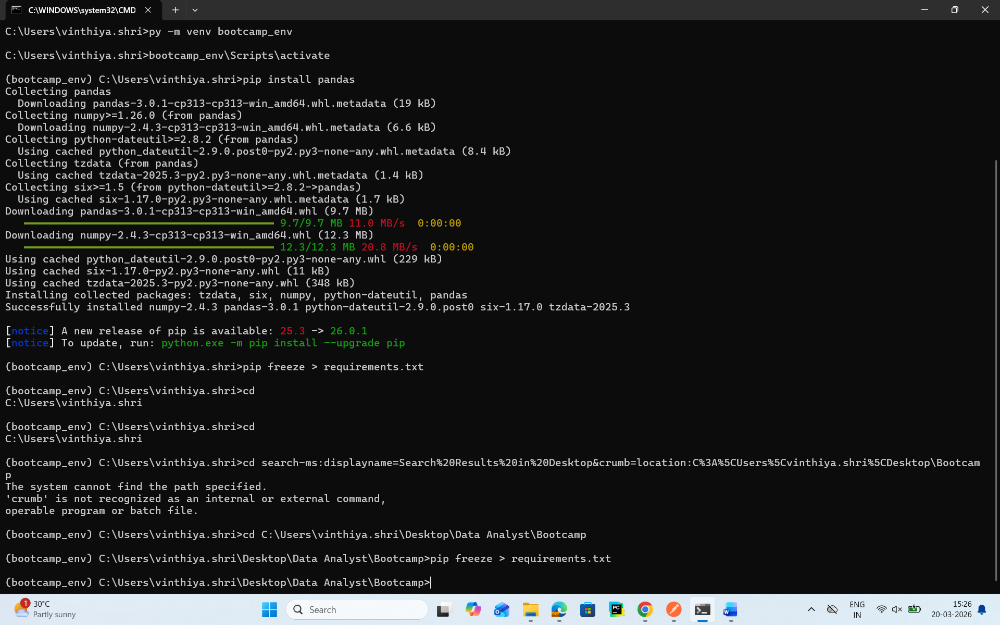 C:\WINDOWS\system32\CMD
C:\Users\vinthiya.shri>py -m venv bootcamp_env
C:\Users\vinthiya.shri>bootcamp_env\Scripts\activate
(bootcamp_env) C:\Users\vinthiya.shri>pip install pandas
Collecting pandas
  Downloading pandas-3.0.1-cp313-cp313-win_amd64.whl.metadata (19 kB)
Collecting numpy>=1.26.0 (from pandas)
  Downloading numpy-2.4.3-cp313-cp313-win_amd64.whl.metadata (6.6 kB)
Collecting python-dateutil>=2.8.2 (from pandas)
  Using cached python_dateutil-2.9.0.post0-py2.py3-none-any.whl.metadata (8.4 kB)
Collecting tzdata (from pandas)
  Using cached tzdata-2025.3-py2.py3-none-any.whl.metadata (1.4 kB)
Collecting six>=1.5 (from python-dateutil>=2.8.2->pandas)
  Using cached six-1.17.0-py2.py3-none-any.whl.metadata (1.7 kB)
Downloading pandas-3.0.1-cp313-cp313-win_amd64.whl (9.7 MB)
9.7/9.7 MB 11.0 MB/s  0:00:00
Downloading numpy-2.4.3-cp313-cp313-win_amd64.whl (12.3 MB)
12.3/12.3 MB 20.8 MB/s  0:00:00
Using cached python_dateutil-2.9.0.post0-py2.py3-none-any.whl (229 kB)
Using cached six-1.17.0-py2.py3-none-any.whl (11 kB)
Using cached tzdata-2025.3-py2.py3-none-any.whl (348 kB)
Installing collected packages: tzdata, six, numpy, python-dateutil, pandas
Successfully installed numpy-2.4.3 pandas-3.0.1 python-dateutil-2.9.0.post0 six-1.17.0 tzdata-2025.3
[notice] A new release of pip is available: 25.3 -> 26.0.1
[notice] To update, run: python.exe -m pip install --upgrade pip
(bootcamp_env) C:\Users\vinthiya.shri>pip freeze > requirements.txt
(bootcamp_env) C:\Users\vinthiya.shri>cd
C:\Users\vinthiya.shri
(bootcamp_env) C:\Users\vinthiya.shri>cd
C:\Users\vinthiya.shri
(bootcamp_env) C:\Users\vinthiya.shri>cd search-ms:displayname=Search%20Results%20in%20Desktop&crumb=location:C%3A%5CUsers%5Cvinthiya.shri%5CDesktop\Bootcam
p
The system cannot find the path specified.
'crumb' is not recognized as an internal or external command,
operable program or batch file.
(bootcamp_env) C:\Users\vinthiya.shri>cd C:\Users\vinthiya.shri\Desktop\Data Analyst\Bootcamp
(bootcamp_env) C:\Users\vinthiya.shri\Desktop\Data Analyst\Bootcamp>pip freeze > requirements.txt
(bootcamp_env) C:\Users\vinthiya.shri\Desktop\Data Analyst\Bootcamp>
1
30°C
Partly sunny
Search
PC
ENG
IN
15:26
20-03-2026